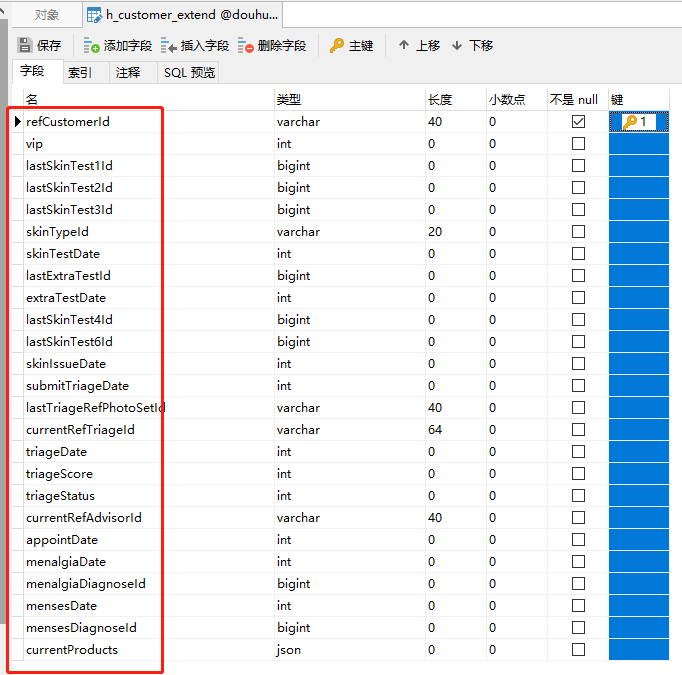 对象 h_customer_extend @douhu...
保存 添加字段 插入字段 删除字段 主键 上移 下移
字段 索引 注释 SQL 预览
名 类型 长度 小数点 不是 null 键
refCustomerId varchar 40 0 1
vip int 0 0
lastSkinTest1Id bigint 0 0
lastSkinTest2Id bigint 0 0
lastSkinTest3Id bigint 0 0
skinTypeId varchar 20 0
skinTestDate int 0 0
lastExtraTestId bigint 0 0
extraTestDate int 0 0
lastSkinTest4Id bigint 0 0
lastSkinTest6Id bigint 0 0
skinIssueDate int 0 0
submitTriageDate int 0 0
lastTriageRefPhotoSetId varchar 40 0
currentRefTriageId varchar 64 0
triageDate int 0 0
triageScore int 0 0
triageStatus int 0 0
currentRefAdvisorId varchar 40 0
appointDate int 0 0
menalgiaDate int 0 0
menalgiaDiagnoseId bigint 0 0
mensesDate int 0 0
mensesDiagnoseId bigint 0 0
currentProducts json 0 0